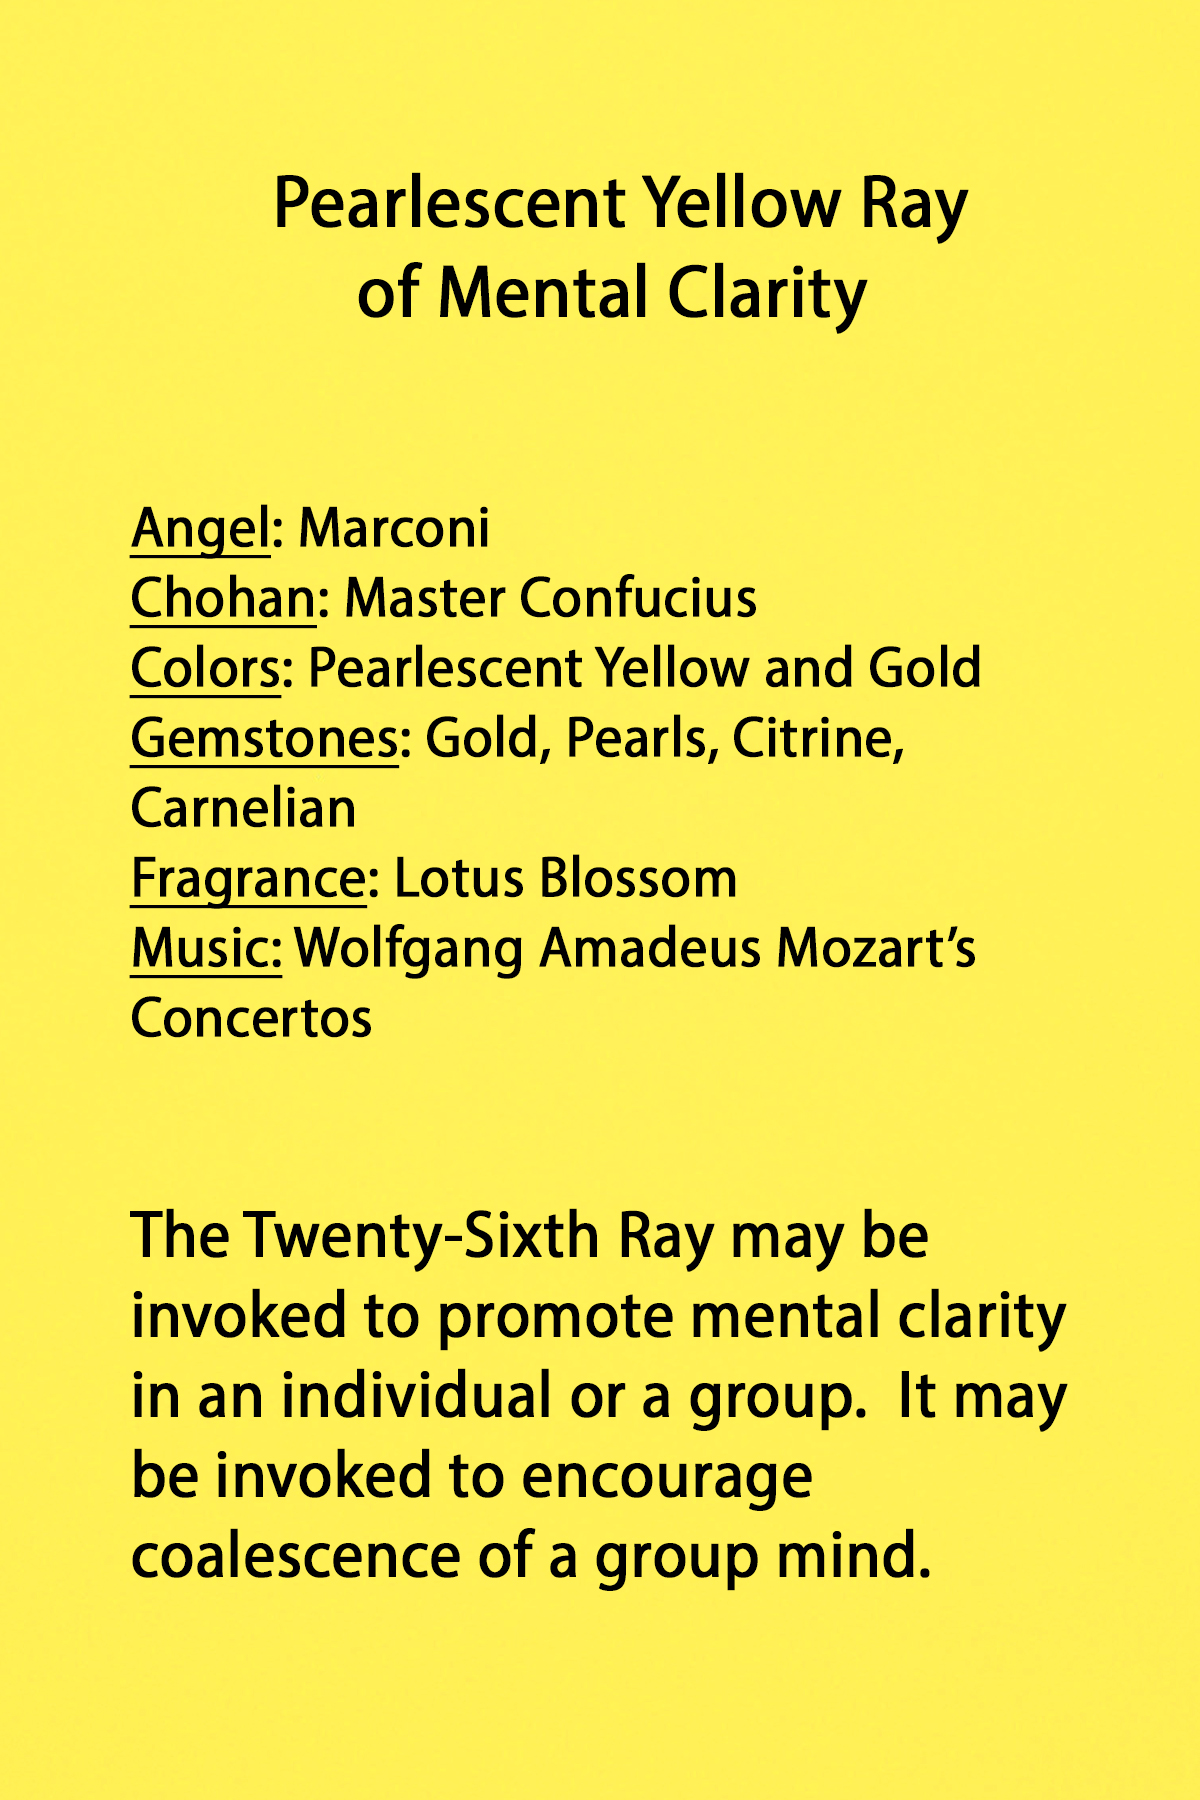 Pearlescent Yellow Ray
of Mental Clarity
Angel: Marconi
Chohan: Master Confucius
Colors: Pearlescent Yellow and Gold
Gemstones: Gold, Pearls, Citrine,
Carnelian
Fragrance: Lotus Blossom
Music: Wolfgang Amadeus Mozart’s
Concertos
The Twenty-Sixth Ray may be
invoked to promote mental clarity
in an individual or a group.  It may
be invoked to encourage
coalescence of a group mind.